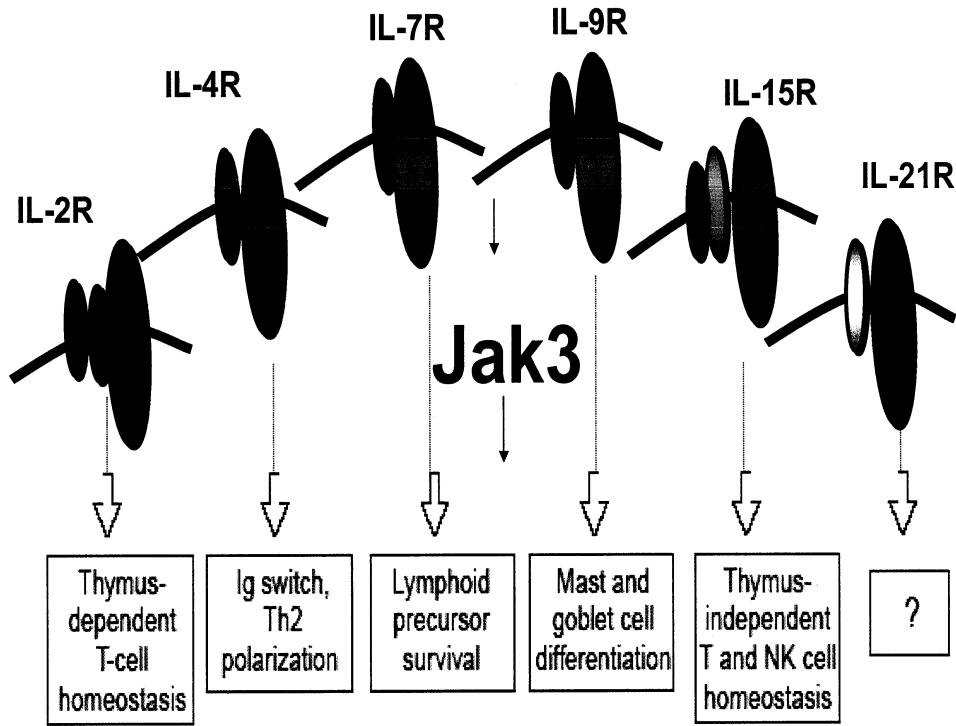 IL-2R
IL-4R
IL-7R
IL-9R
IL-15R
IL-21R
Jak3
Thymus-
dependent
T-cell
homeostasis
Ig switch,
Th2
polarization
Lymphoid
precursor
survival
Mast and
goblet cell
differentiation
Thymus-
independent
T and NK cell
homeostasis
?